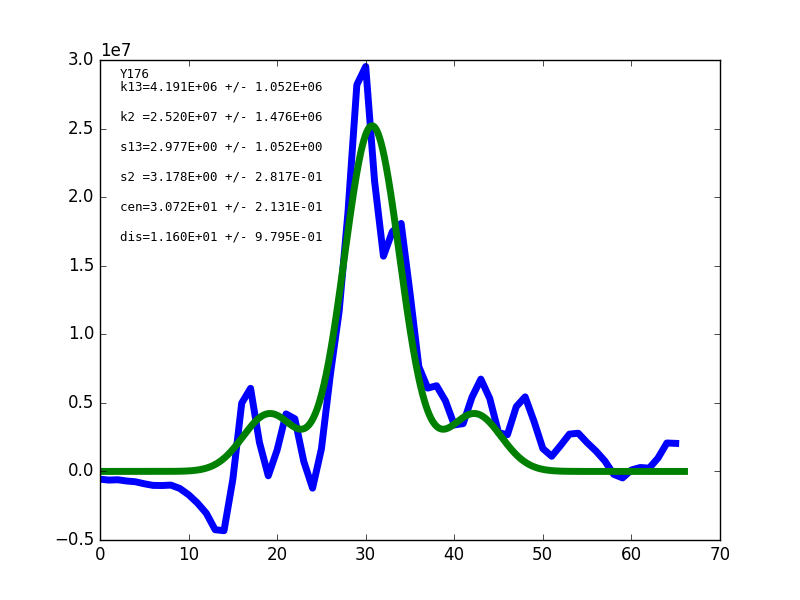 1e7
3.0
2.5
2.0
1.5
1.0
0.5
0.0
−0.5
Y176
k13=4.191E+06 +/- 1.052E+06
k2 =2.520E+07 +/- 1.476E+06
s13=2.977E+00 +/- 1.052E+00
s2 =3.178E+00 +/- 2.817E-01
cen=3.072E+01 +/- 2.131E-01
dis=1.160E+01 +/- 9.795E-01
0 10 20 30 40 50 60 70